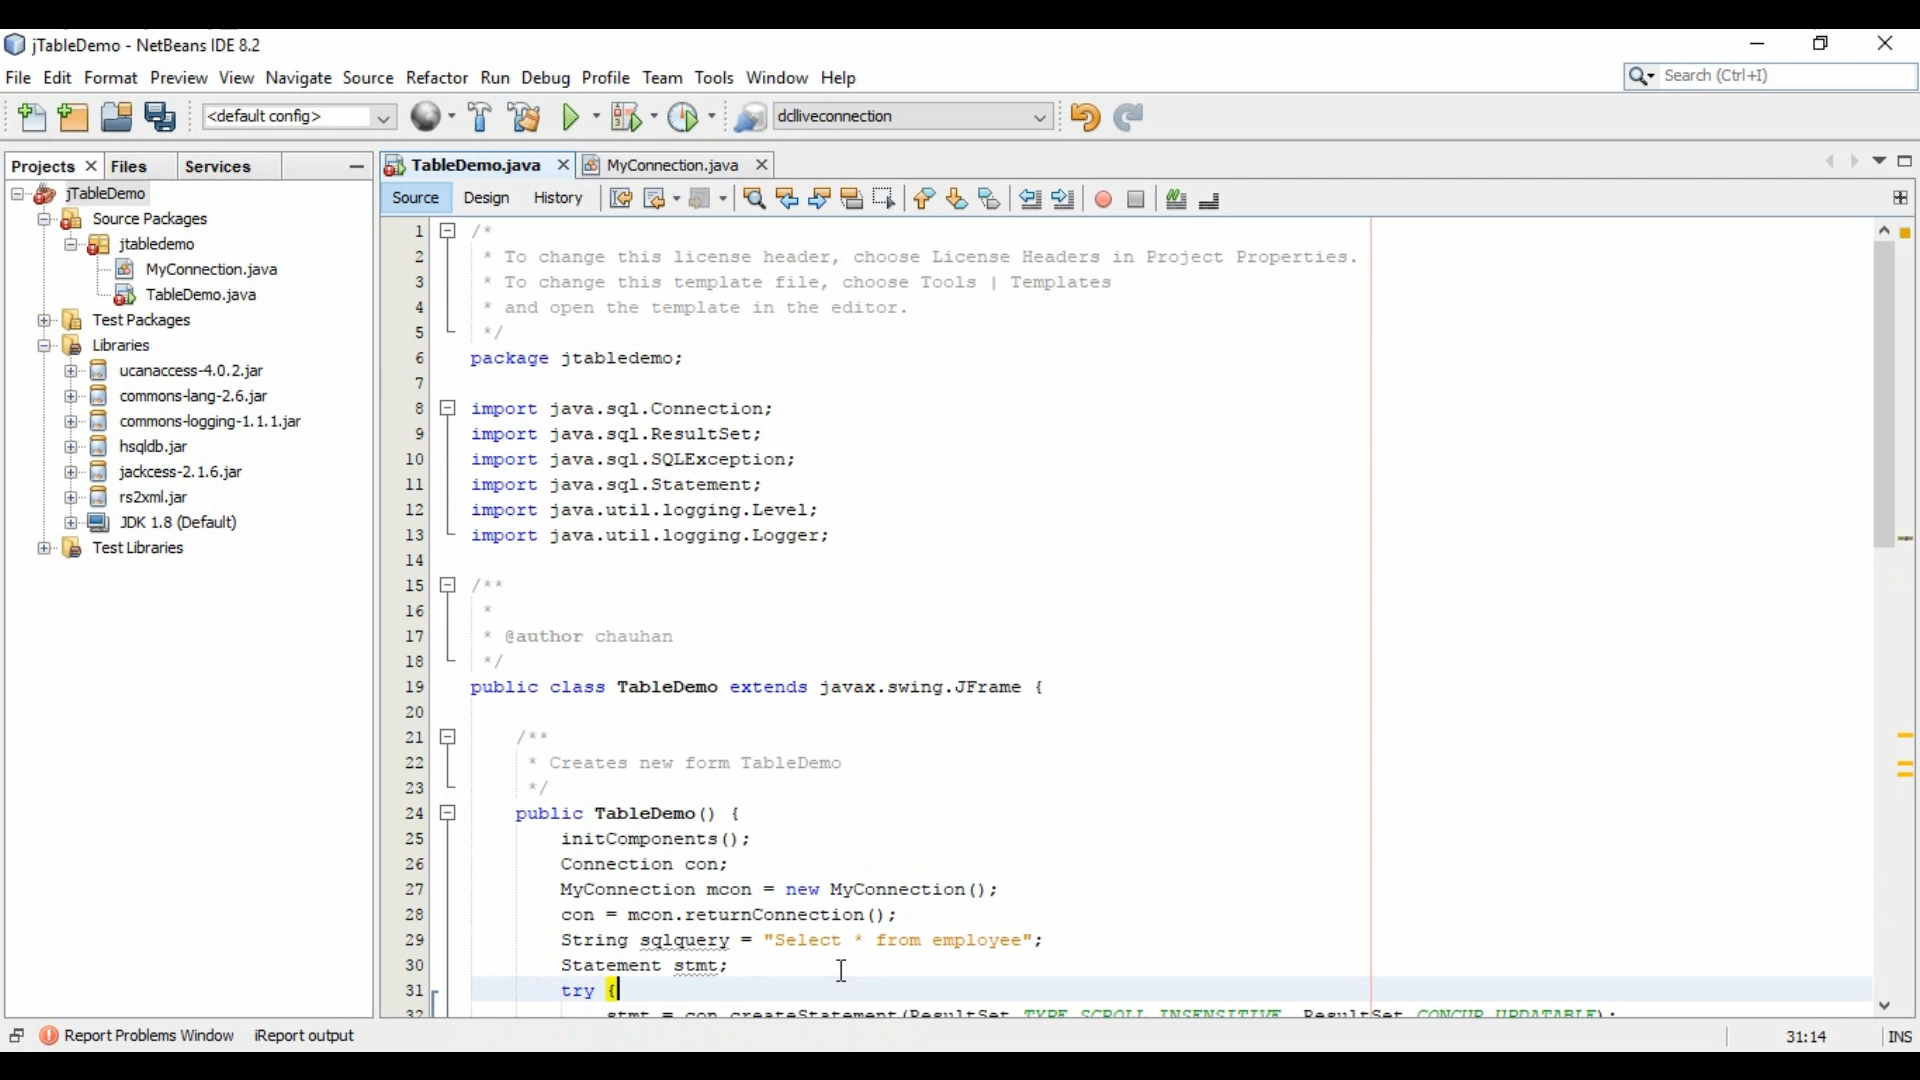 jTableDemo - NetBeans IDE 8.2
File Edit Format Preview View Navigate Source Refactor Run Debug Profile Team Tools Window Help
Search (Ctrl+I)
<default config>
dclliveconnection
Projects Files Services
TableDemo.java MyConnection.java
Source Design History
jTableDemo
Source Packages
jtabledemo
MyConnection.java
TableDemo.java
Test Packages
Libraries
ucanaccess-4.0.2.jar
commons-lang-2.6.jar
commons-logging-1.1.1.jar
hsqldb.jar
jackcess-2.1.6.jar
rs2xml.jar
JDK 1.8 (Default)
Test Libraries
1 /*
2 * To change this license header, choose License Headers in Project Properties.
3 * To change this template file, choose Tools | Templates
4 * and open the template in the editor.
5 */
6 package jtabledemo;
7
8 import java.sql.Connection;
9 import java.sql.ResultSet;
10 import java.sql.SQLException;
11 import java.sql.Statement;
12 import java.util.logging.Level;
13 import java.util.logging.Logger;
14
15 /**
16 *
17 * @author chauhan
18 */
19 public class TableDemo extends javax.swing.JFrame {
20
21 /**
22 * Creates new form TableDemo
23 */
24 public TableDemo() {
25 initComponents();
26 Connection con;
27 MyConnection mcon = new MyConnection();
28 con = mcon.returnConnection();
29 String sqlquery = "Select * from employee";
30 Statement stmt;
31 try {
32 stmt = con.createStatement(ResultSet.TYPE_SCROLL_INSENSITIVE, ResultSet.CONCUR_UPDATABLE);
Report Problems Window iReport output
31:14 INS